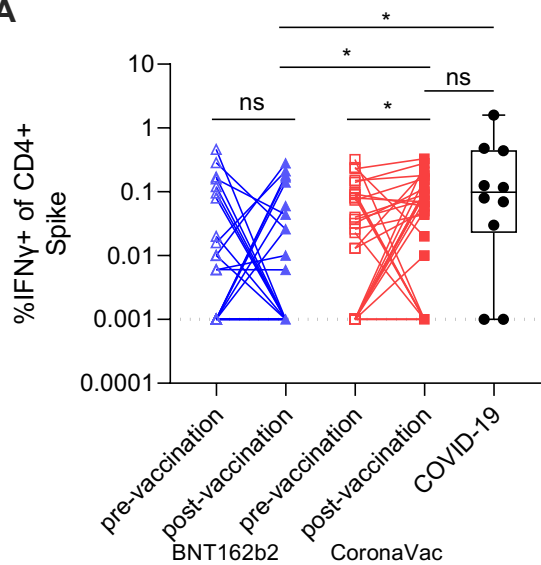 A
*
*
ns
ns
*
10
1
0.1
0.01
0.001
0.0001
%IFNγ+ of CD4+
Spike
pre-vaccination
post-vaccination
pre-vaccination
post-vaccination
COVID-19
BNT162b2
CoronaVac